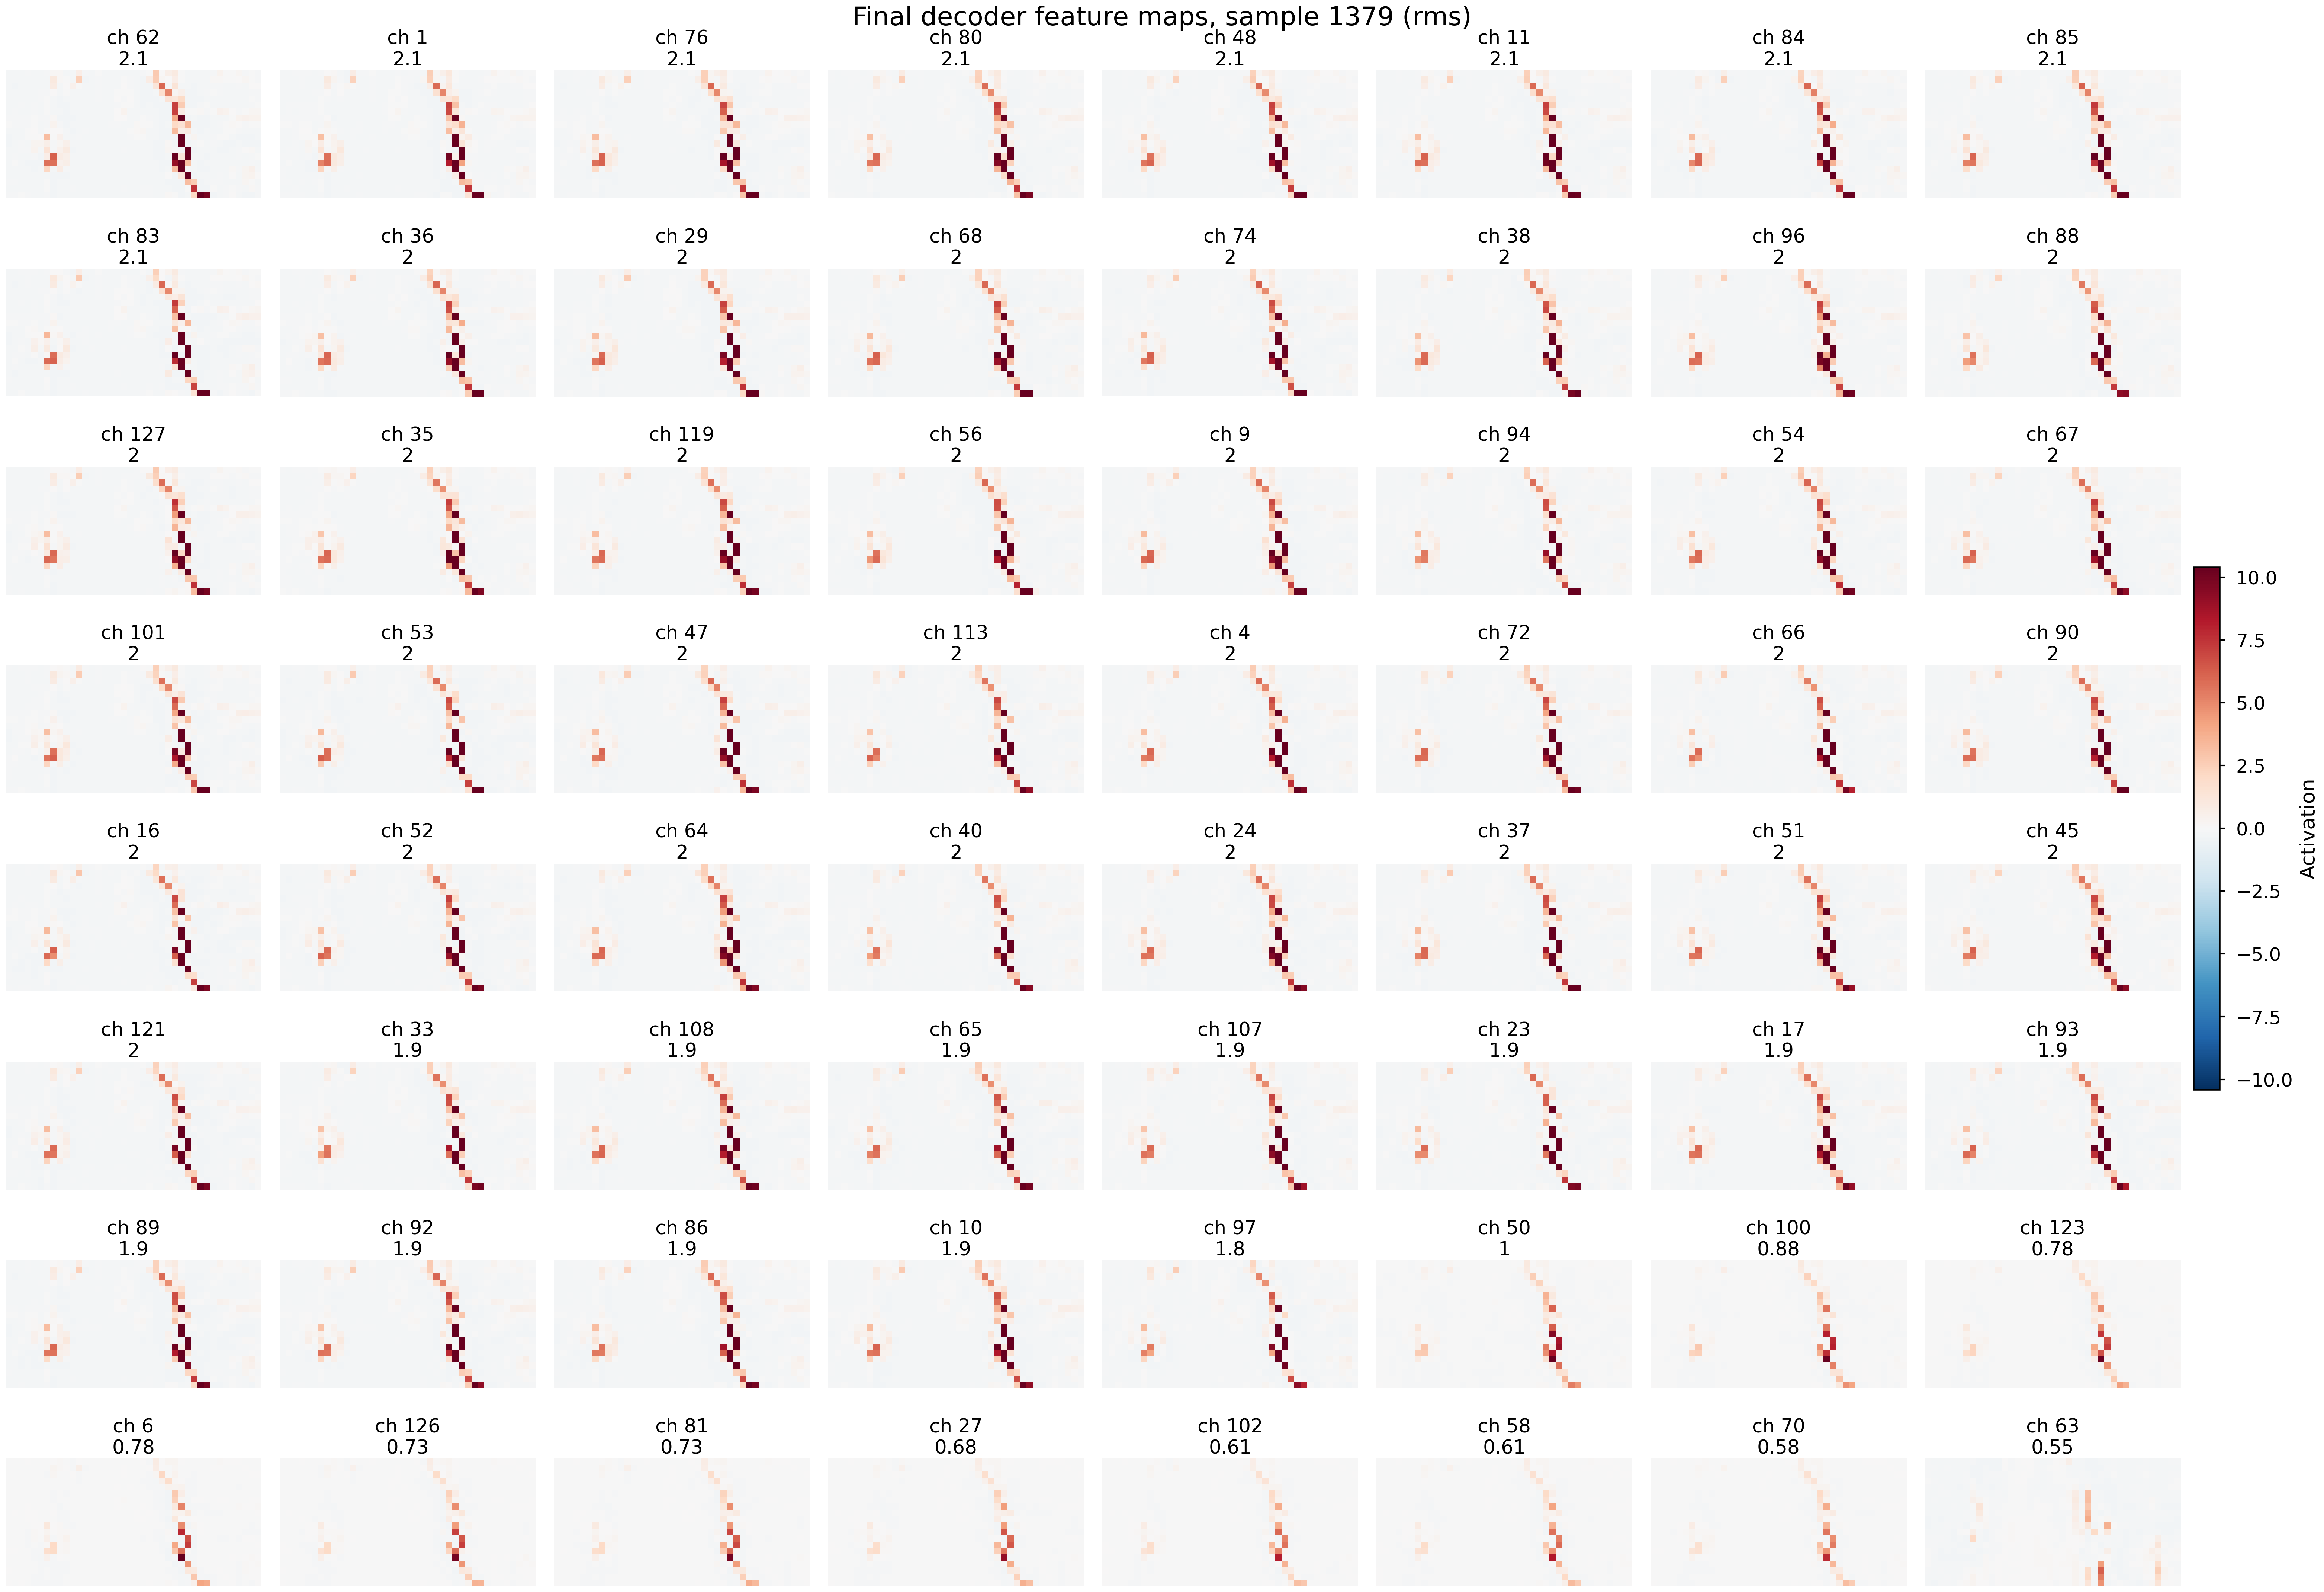 Final decoder feature maps, sample 1379 (rms)
ch 62 ch 1 ch 76 ch 80 ch 48 ch 11 ch 84 ch 85
2.1 2.1 2.1 2.1 2.1 2.1 2.1 2.1
ch 83 ch 36 ch 29 ch 68 ch 74 ch 38 ch 96 ch 88
2.1 2 2 2 2 2 2 2
ch 127 ch 35 ch 119 ch 56 ch 9 ch 94 ch 54 ch 67
2 2 2 2 2 2 2 2
ch 101 ch 53 ch 47 ch 113 ch 4 ch 72 ch 66 ch 90
2 2 2 2 2 2 2 2
ch 16 ch 52 ch 64 ch 40 ch 24 ch 37 ch 51 ch 45
2 2 2 2 2 2 2 2
ch 121 ch 33 ch 108 ch 65 ch 107 ch 23 ch 17 ch 93
2 1.9 1.9 1.9 1.9 1.9 1.9 1.9
ch 89 ch 92 ch 86 ch 10 ch 97 ch 50 ch 100 ch 123
1.9 1.9 1.9 1.9 1.8 1 0.88 0.78
ch 6 ch 126 ch 81 ch 27 ch 102 ch 58 ch 70 ch 63
0.78 0.73 0.73 0.68 0.61 0.61 0.58 0.55
10.0
7.5
5.0
2.5
0.0
−2.5
−5.0
−7.5
−10.0
Activation